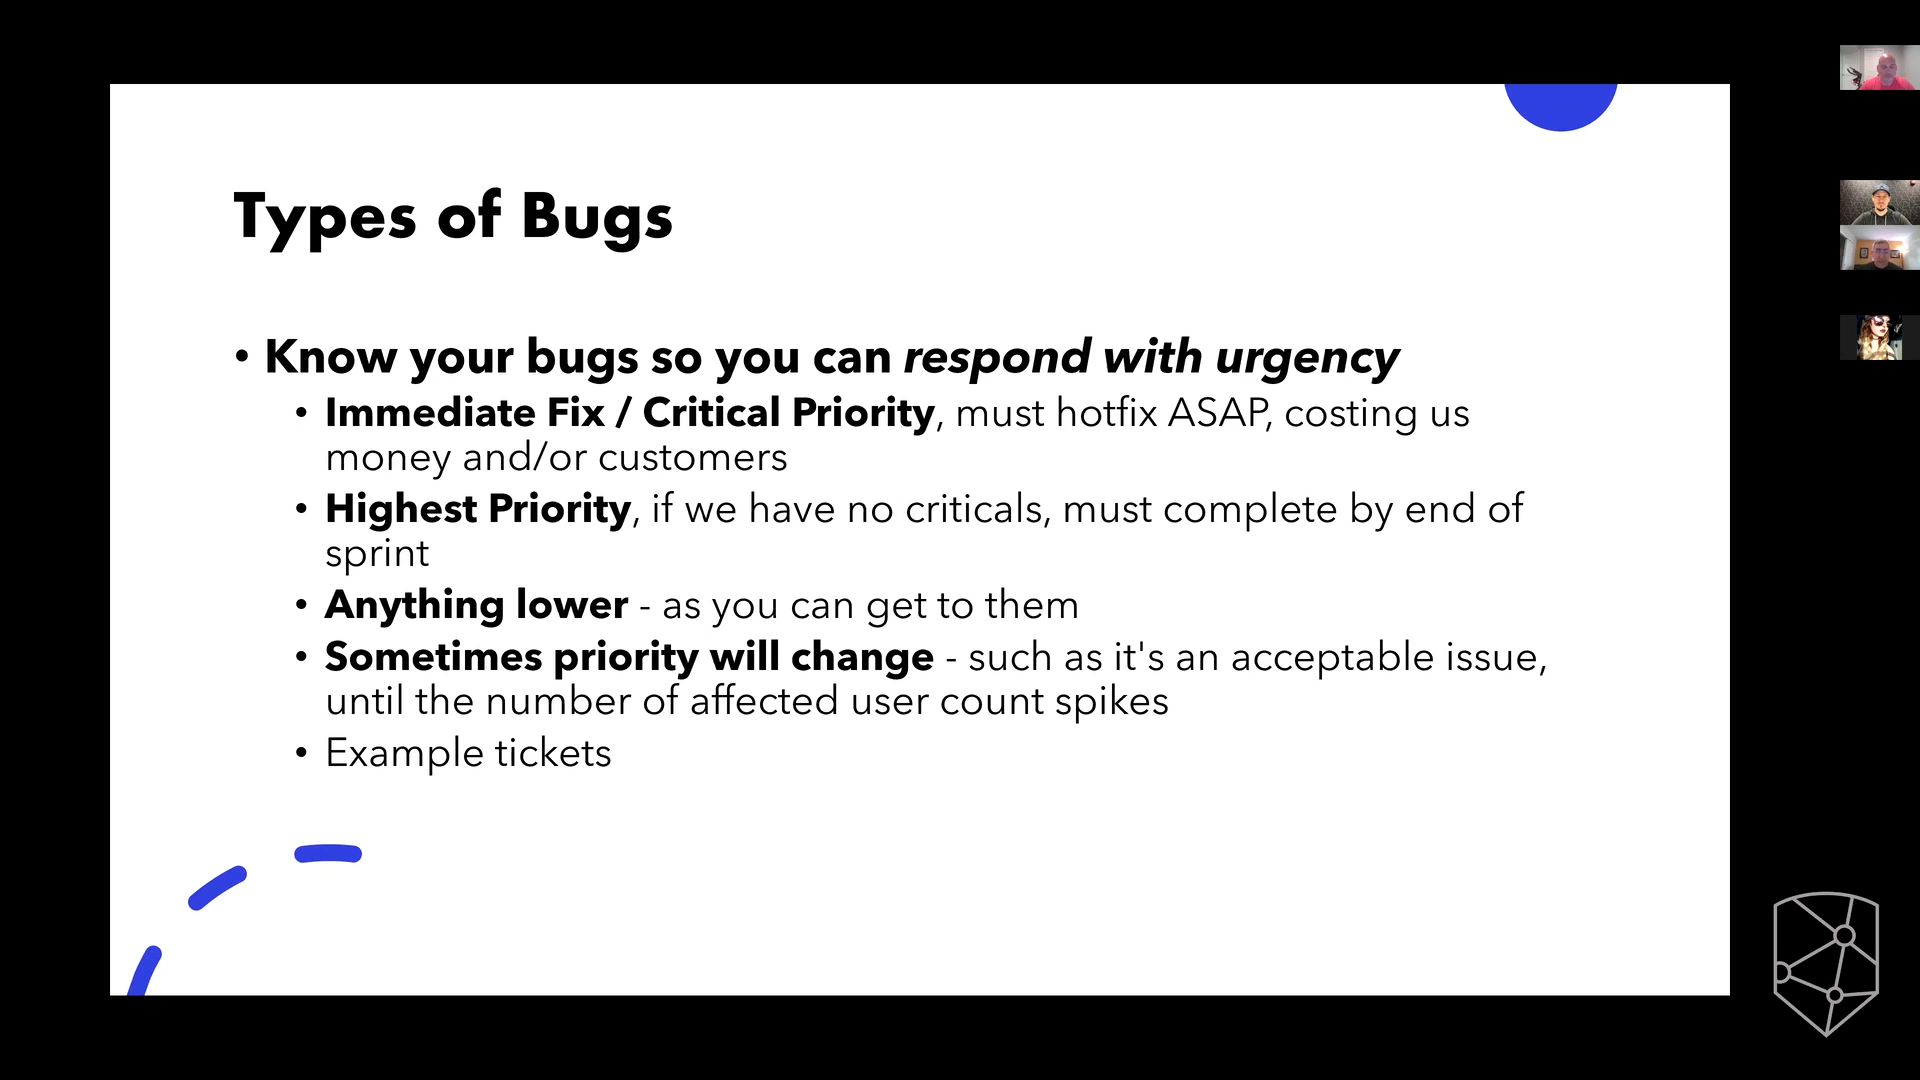 Types of Bugs
• Know your bugs so you can respond with urgency
• Immediate Fix / Critical Priority, must hotfix ASAP, costing us
money and/or customers
• Highest Priority, if we have no criticals, must complete by end of
sprint
• Anything lower - as you can get to them
• Sometimes priority will change - such as it's an acceptable issue,
until the number of affected user count spikes
• Example tickets